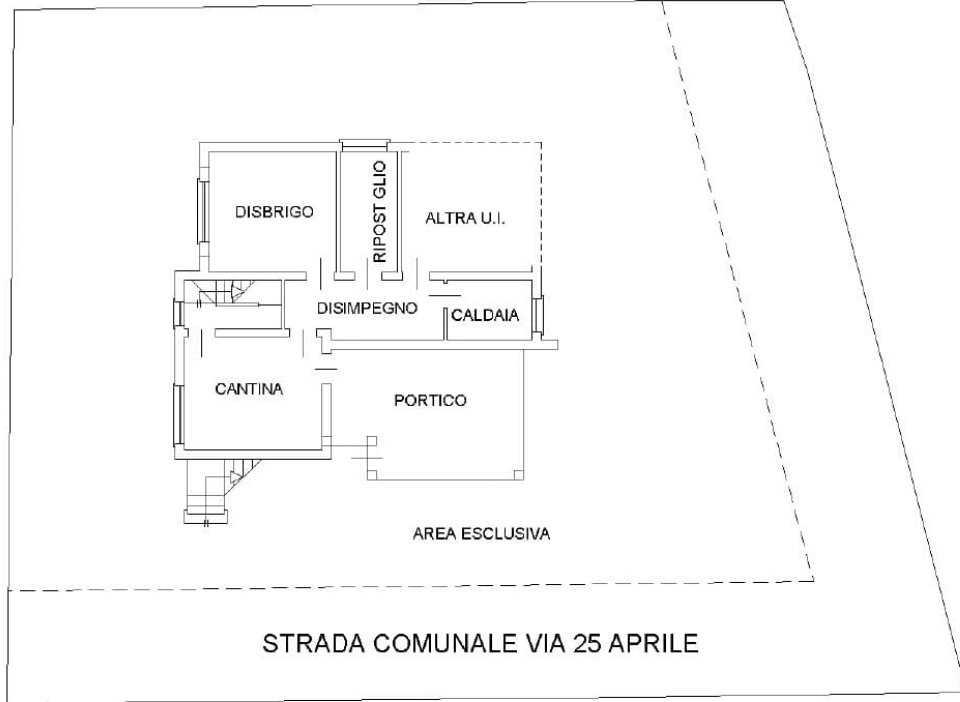 DISBRIGO
RIPOST GLIO
ALTRA U.I.
DISIMPEGNO
CALDAIA
CANTINA
PORTICO
AREA ESCLUSIVA
STRADA COMUNALE VIA 25 APRILE